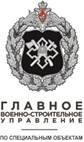 ГЛАВНОЕ
ВОЕННО-СТРОИТЕЛЬНОЕ
УПРАВЛЕНИЕ
ПО СПЕЦИАЛЬНЫМ ОБЪЕКТАМ